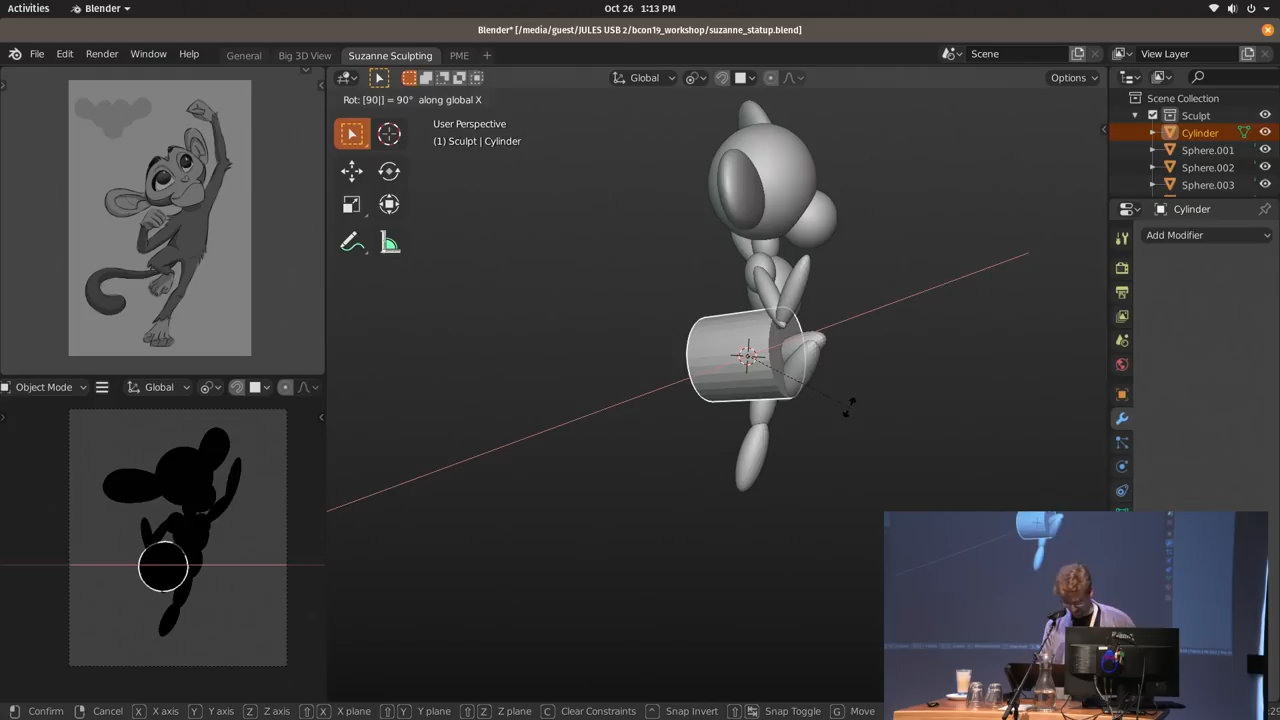 Activities
Blender
Oct 26 1:13 PM
Blender* [/media/guest/JULES USB 2/bcon19_workshop/suzanne_statup.blend]
File Edit Render Window Help
General Big 3D View Suzanne Sculpting PME +
Scene
View Layer
Global
Options
Rot: [90|] = 90° along global X
User Perspective
(1) Sculpt | Cylinder
Scene Collection
Sculpt
Cylinder
Sphere.001
Sphere.002
Sphere.003
Cylinder
Add Modifier
Object Mode
Global
Confirm Cancel X X axis Y Y axis Z Z axis X X plane Y Y plane Z Z plane C Clear Constraints Snap Invert Snap Toggle G Move